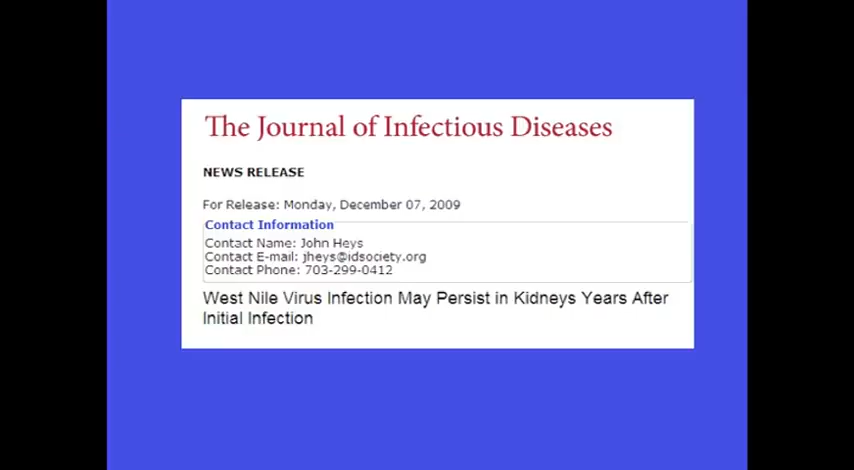 The Journal of Infectious Diseases
NEWS RELEASE
For Release: Monday, December 07, 2009
Contact Information
Contact Name: John Heys
Contact E-mail: jheys@idsociety.org
Contact Phone: 703-299-0412
West Nile Virus Infection May Persist in Kidneys Years After
Initial Infection